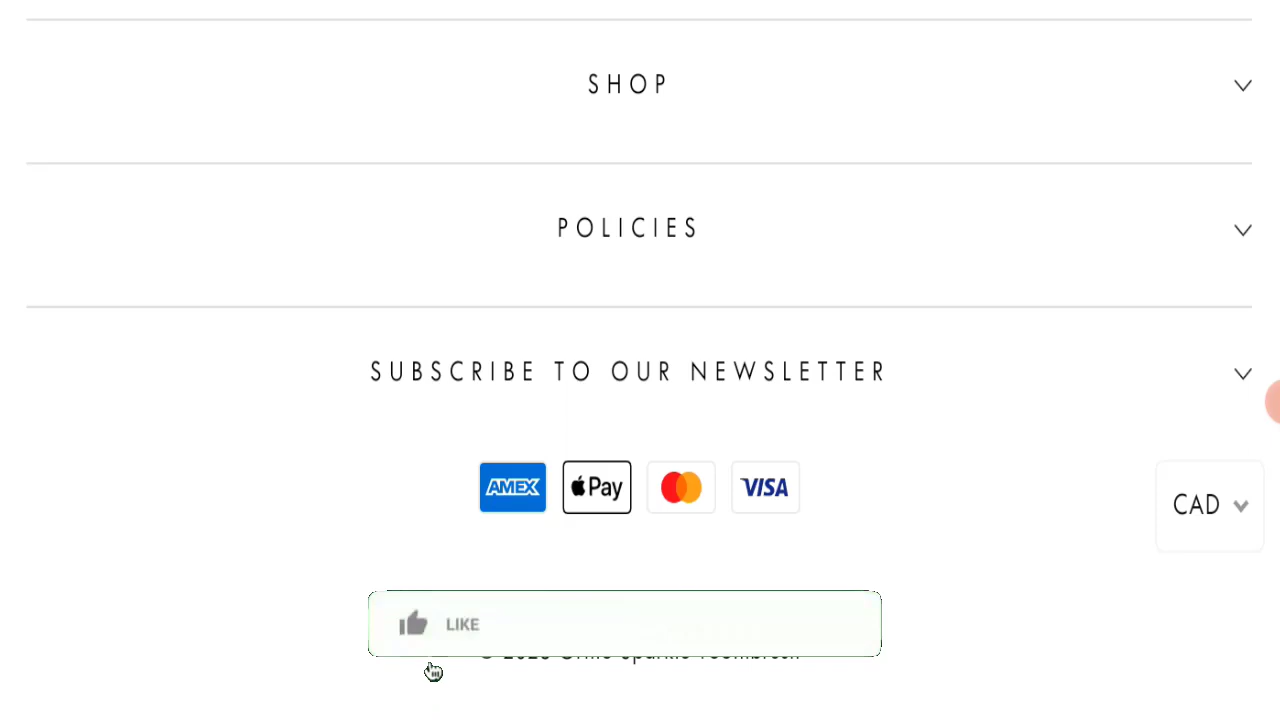 SHOP
POLICIES
SUBSCRIBE TO OUR NEWSLETTER
AMEX Pay VISA
CAD
LIKE